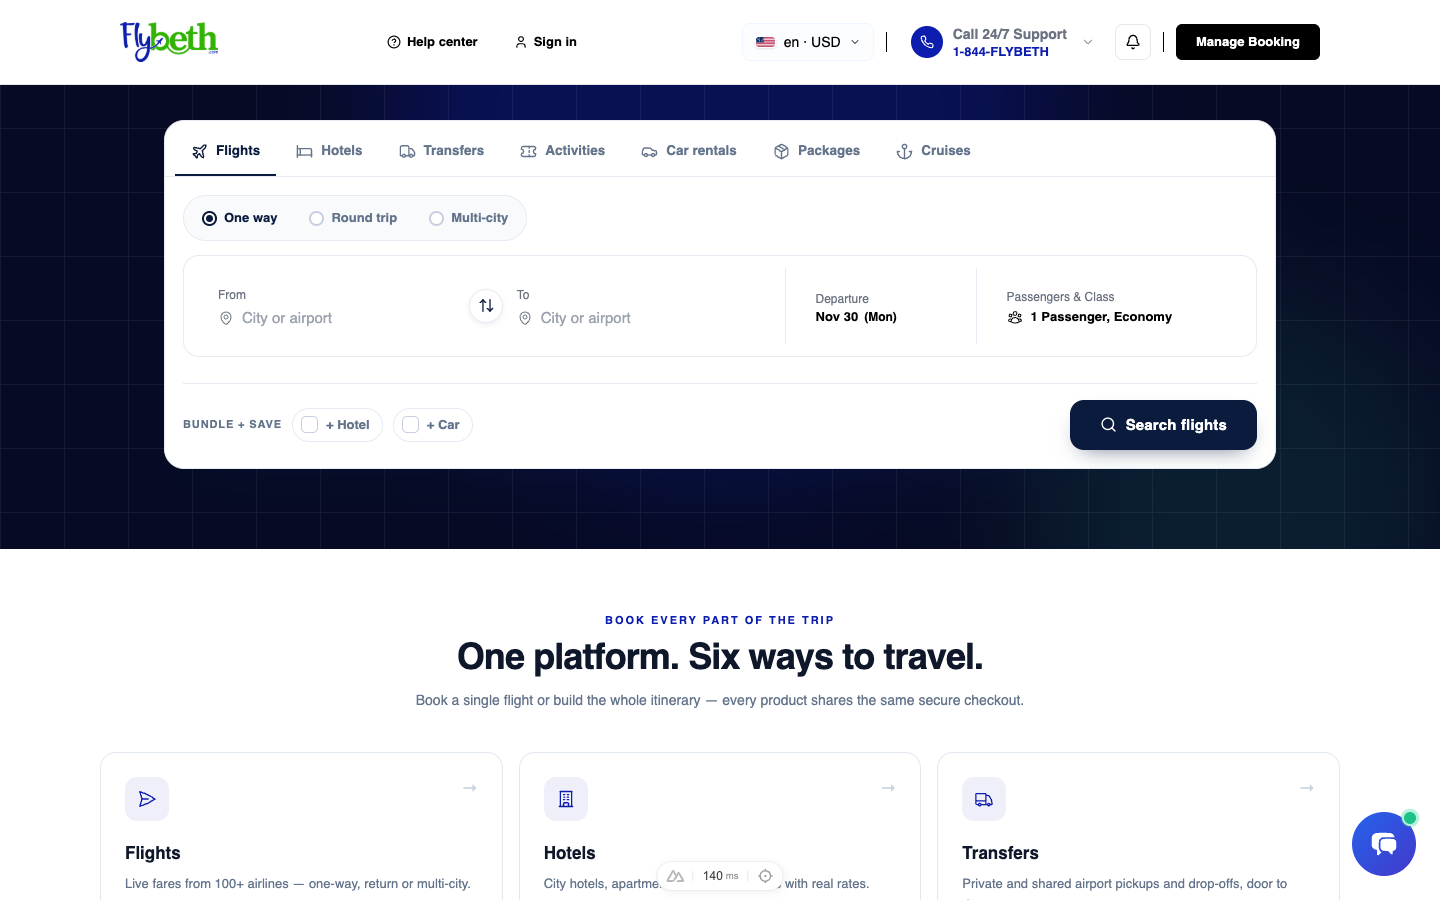 Flybeth
.com
Help center
Sign in
en · USD
Call 24/7 Support
1-844-FLYBETH
Manage Booking
Flights
Hotels
Transfers
Activities
Car rentals
Packages
Cruises
One way
Round trip
Multi-city
From
City or airport
To
City or airport
Departure
Nov 30 (Mon)
Passengers & Class
1 Passenger, Economy
BUNDLE + SAVE
+ Hotel
+ Car
Search flights
BOOK EVERY PART OF THE TRIP
One platform. Six ways to travel.
Book a single flight or build the whole itinerary — every product shares the same secure checkout.
Flights
Live fares from 100+ airlines — one-way, return or multi-city.
Hotels
City hotels, with real rates.
Transfers
Private and shared airport pickups and drop-offs, door to
140 ms